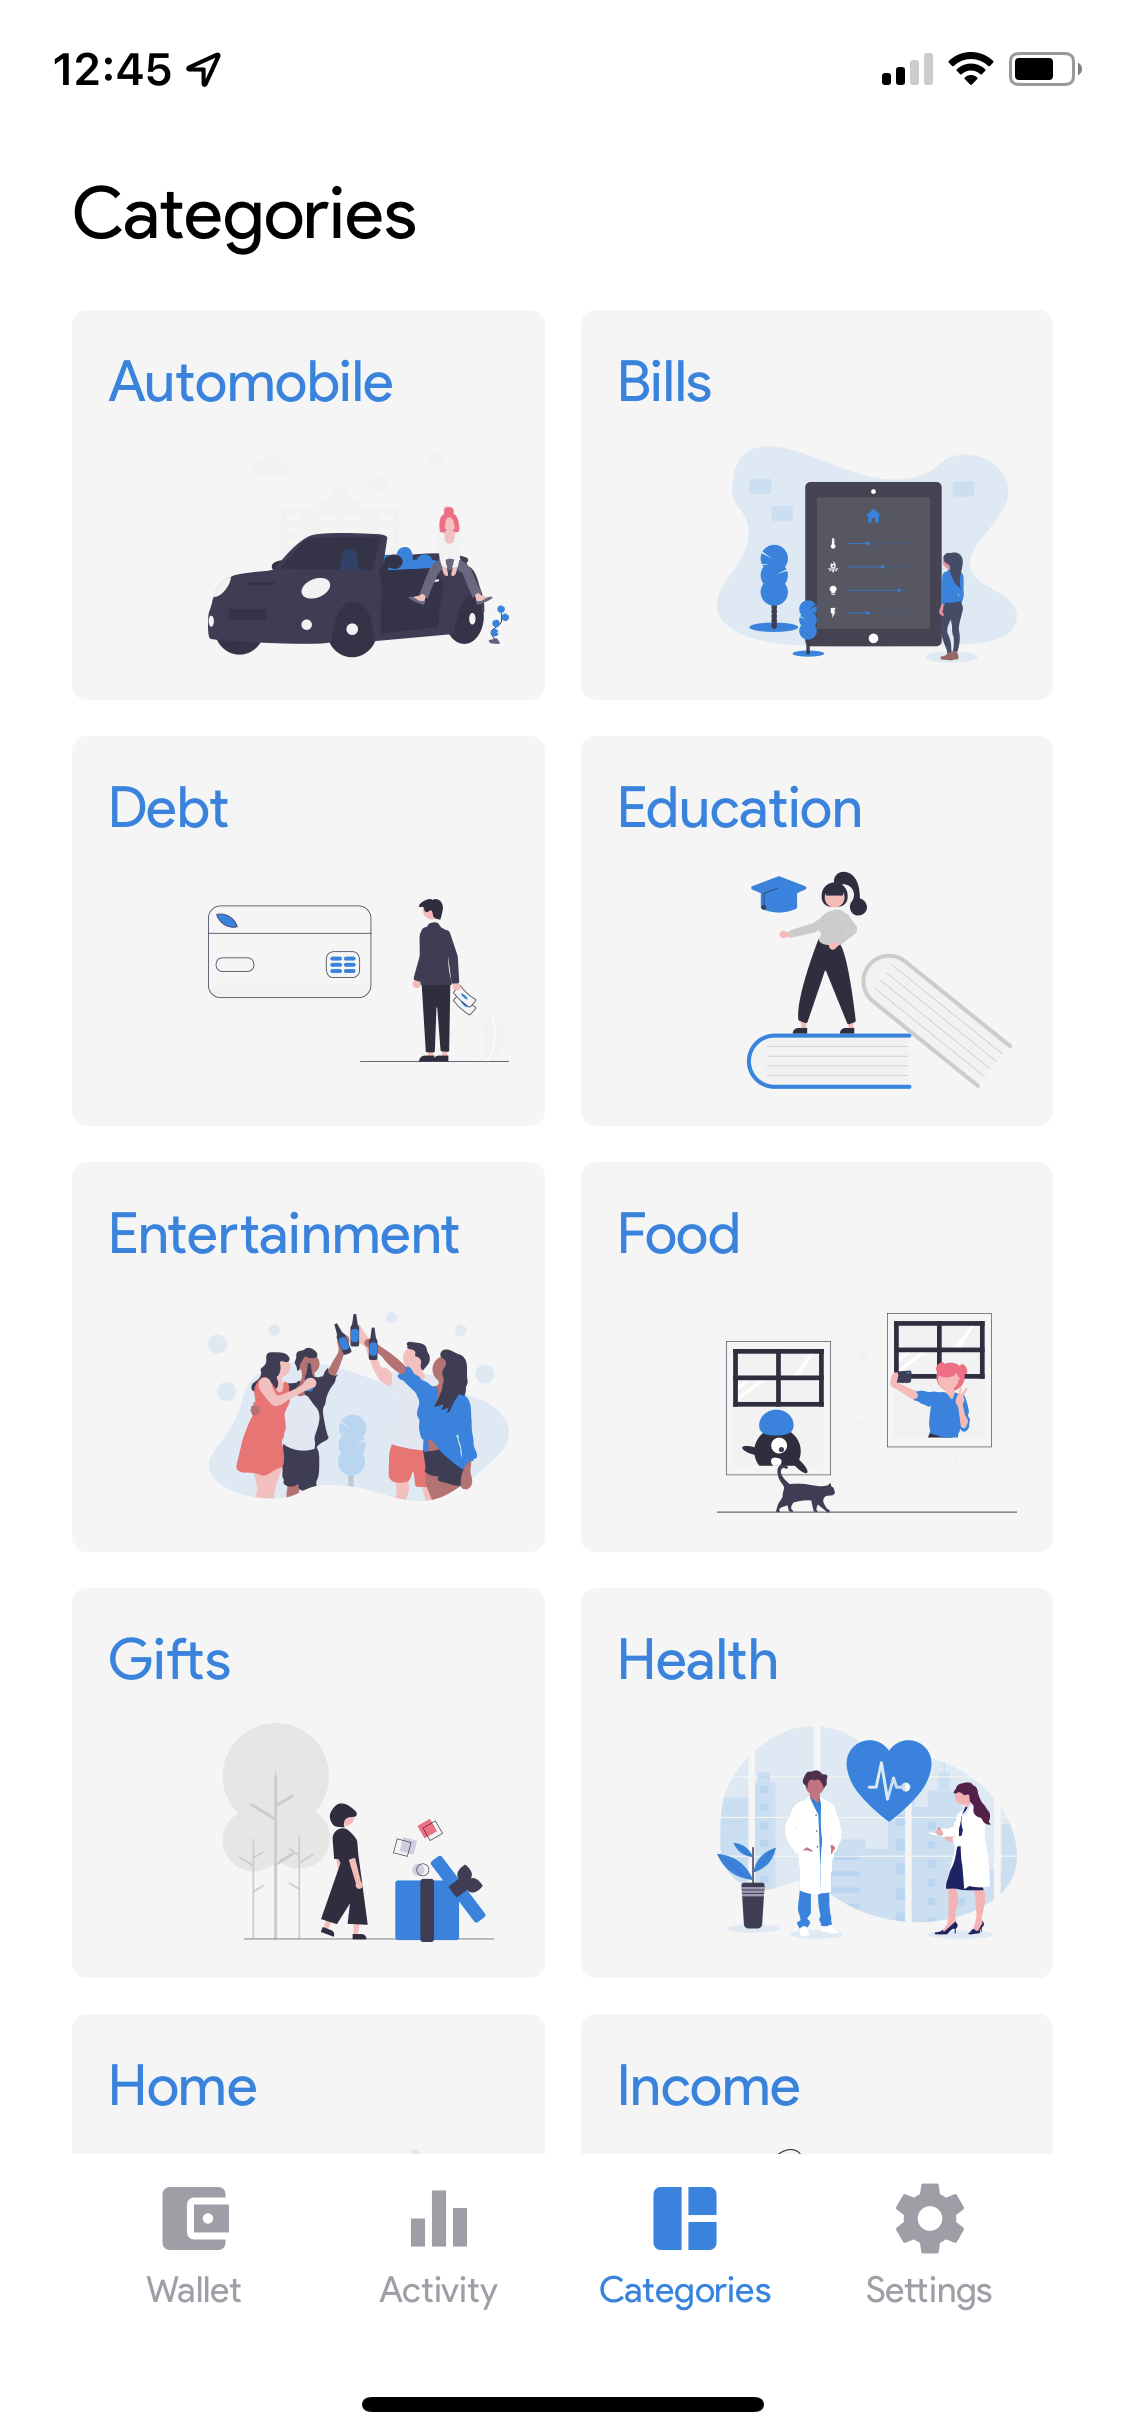 12:45
Categories
Automobile
Bills
Debt
Education
Entertainment
Food
Gifts
Health
Home
Income
Wallet
Activity
Categories
Settings